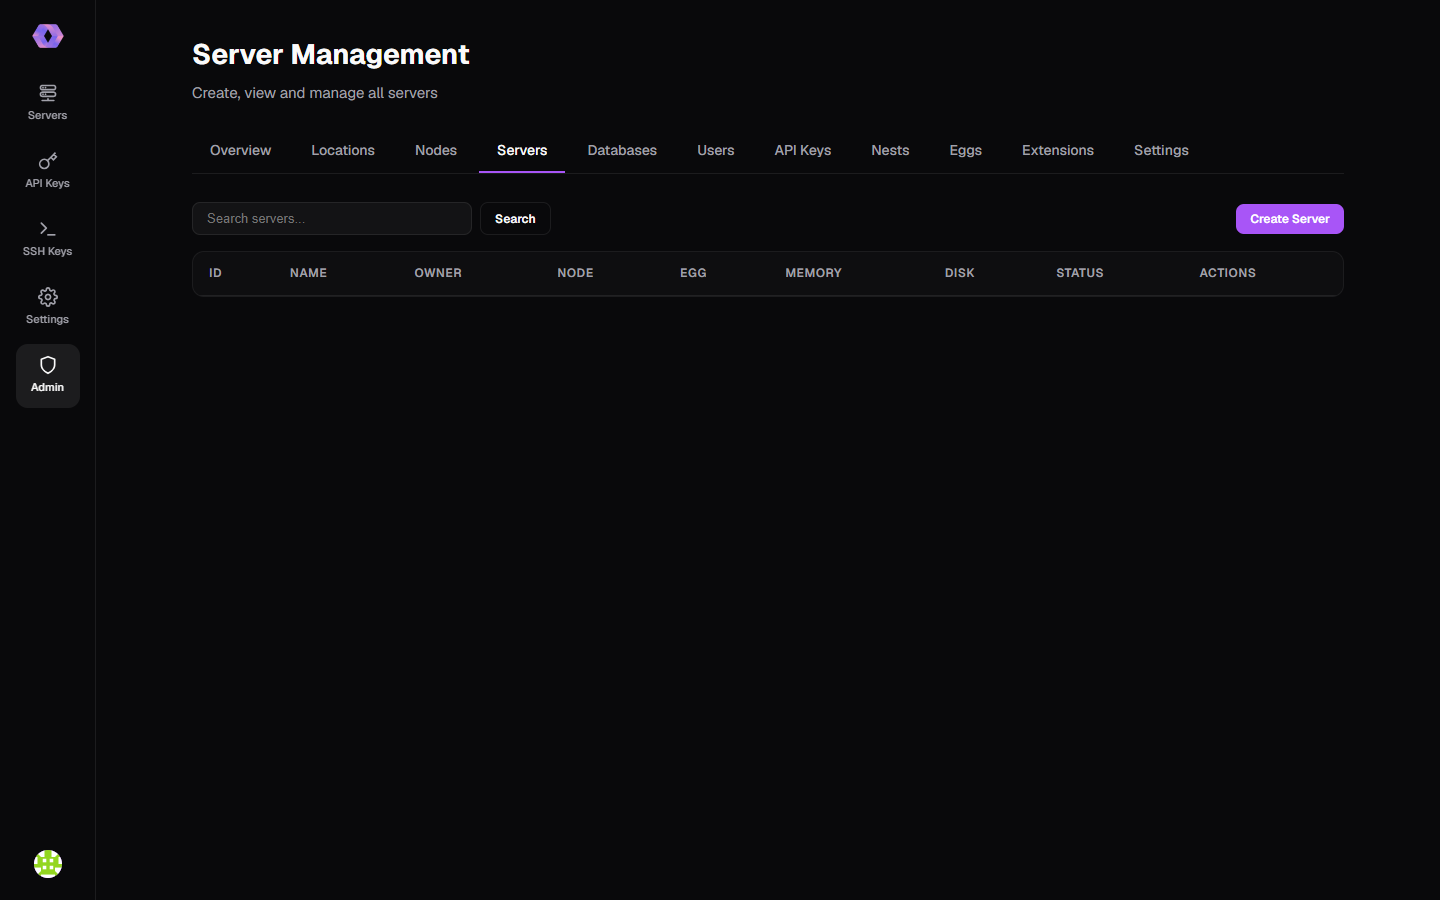 Server Management
Create, view and manage all servers
Overview Locations Nodes Servers Databases Users API Keys Nests Eggs Extensions Settings
Search servers... Search Create Server
ID NAME OWNER NODE EGG MEMORY DISK STATUS ACTIONS
Servers
API Keys
SSH Keys
Settings
Admin